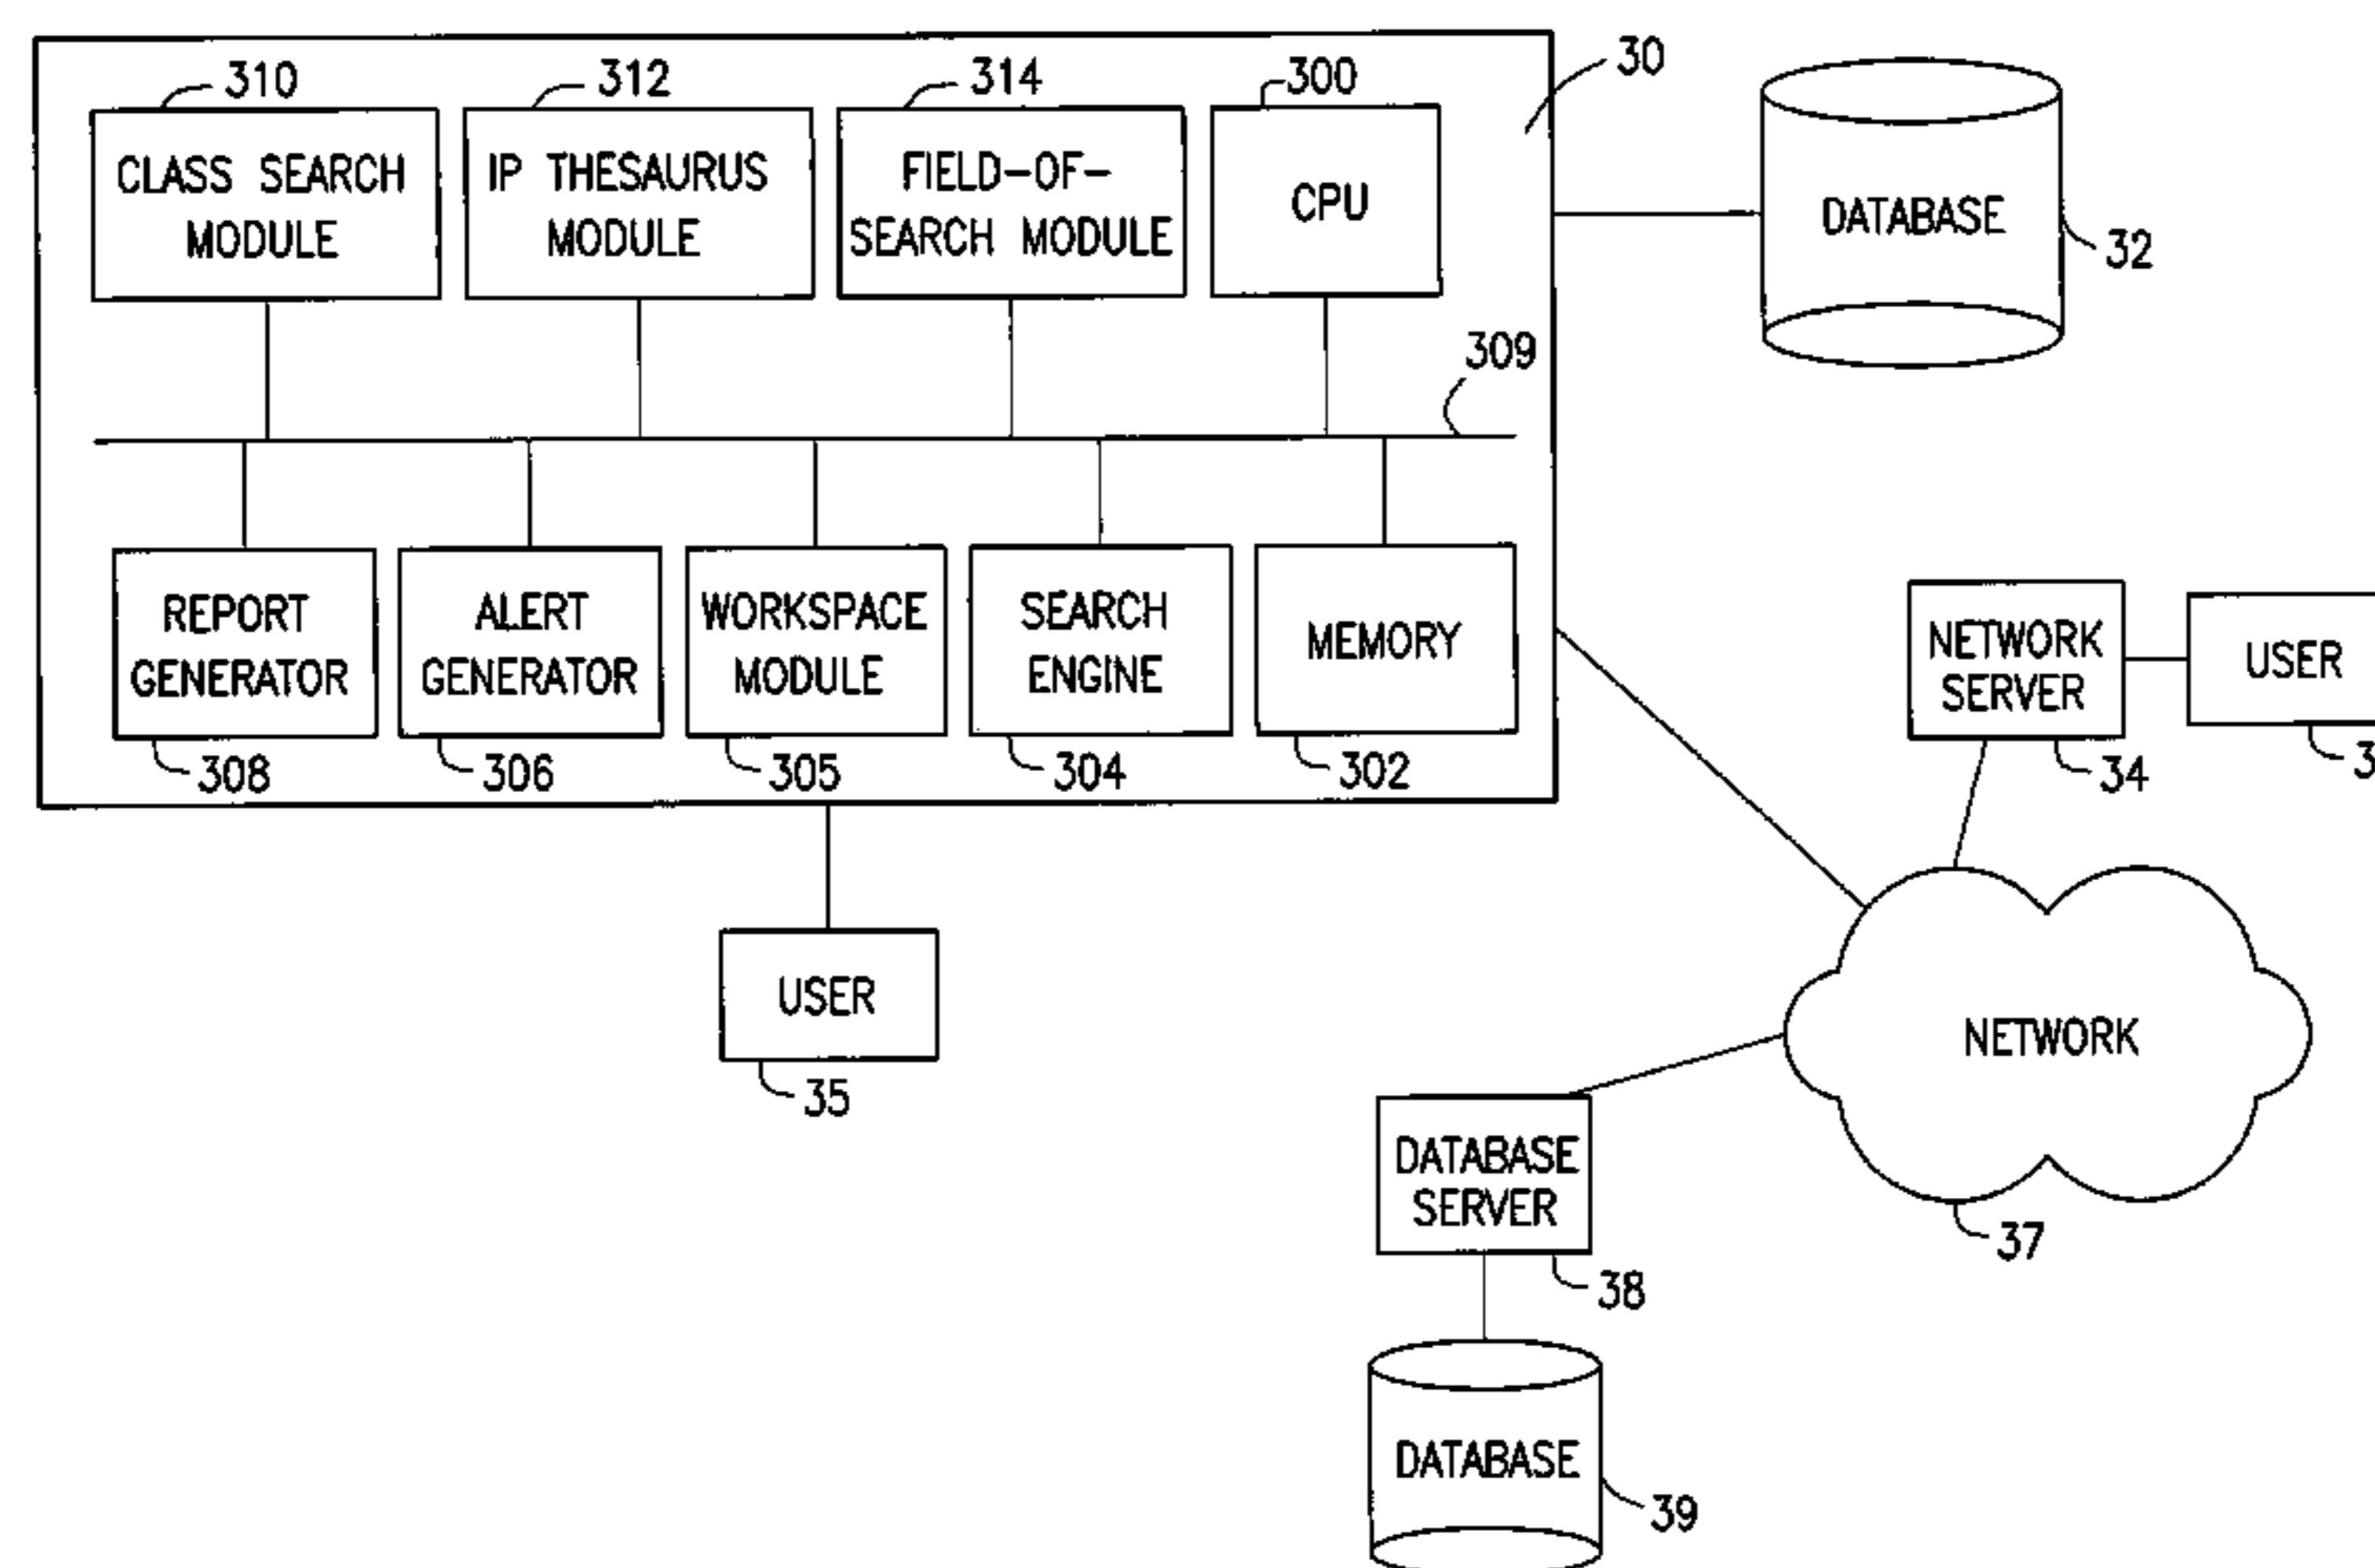 310
312
314
300
30
CLASS SEARCH
MODULE
IP THESAURUS
MODULE
FIELD-OF-
SEARCH MODULE
CPU
DATABASE
32
309
REPORT
GENERATOR
ALERT
GENERATOR
WORKSPACE
MODULE
SEARCH
ENGINE
MEMORY
308
306
305
304
302
NETWORK
SERVER
USER
34
USER
35
NETWORK
37
DATABASE
SERVER
38
DATABASE
39